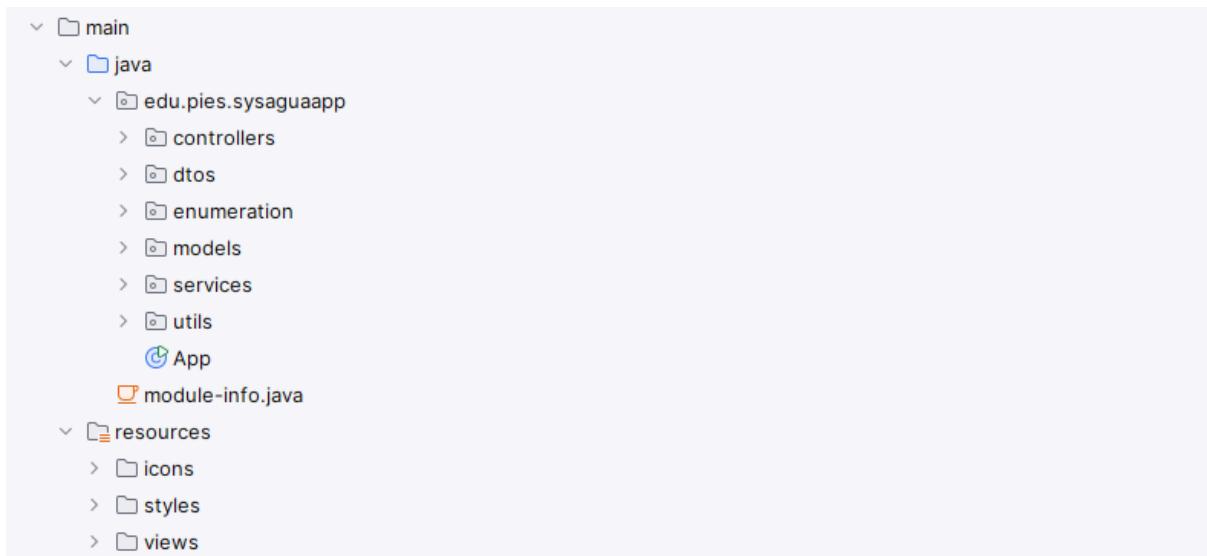 main
java
edu.pies.sysaguaapp
controllers
dtos
enumeration
models
services
utils
App
module-info.java
resources
icons
styles
views